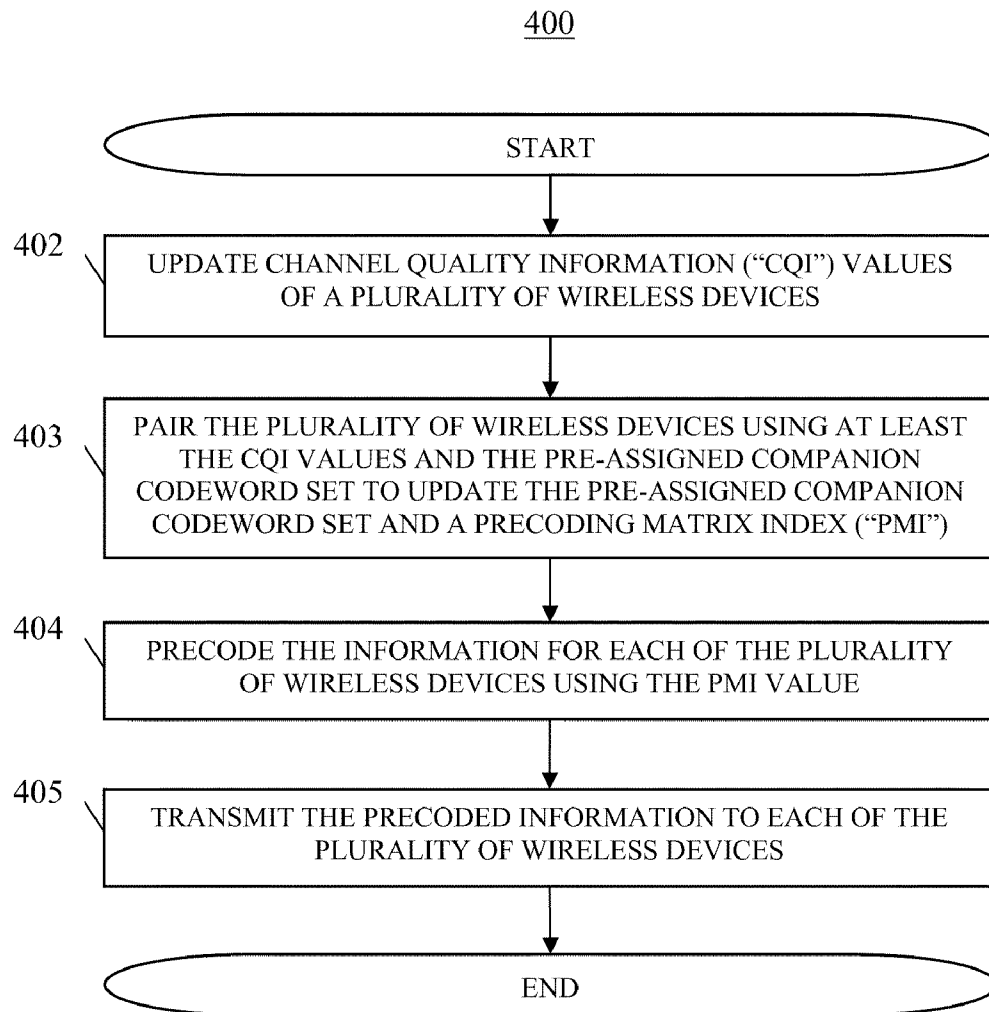 400
START
402
UPDATE CHANNEL QUALITY INFORMATION (“CQI”) VALUES
OF A PLURALITY OF WIRELESS DEVICES
403
PAIR THE PLURALITY OF WIRELESS DEVICES USING AT LEAST
THE CQI VALUES AND THE PRE-ASSIGNED COMPANION
CODEWORD SET TO UPDATE THE PRE-ASSIGNED COMPANION
CODEWORD SET AND A PRECODING MATRIX INDEX (“PMI”)
404
PRECODE THE INFORMATION FOR EACH OF THE PLURALITY
OF WIRELESS DEVICES USING THE PMI VALUE
405
TRANSMIT THE PRECODED INFORMATION TO EACH OF THE
PLURALITY OF WIRELESS DEVICES
END